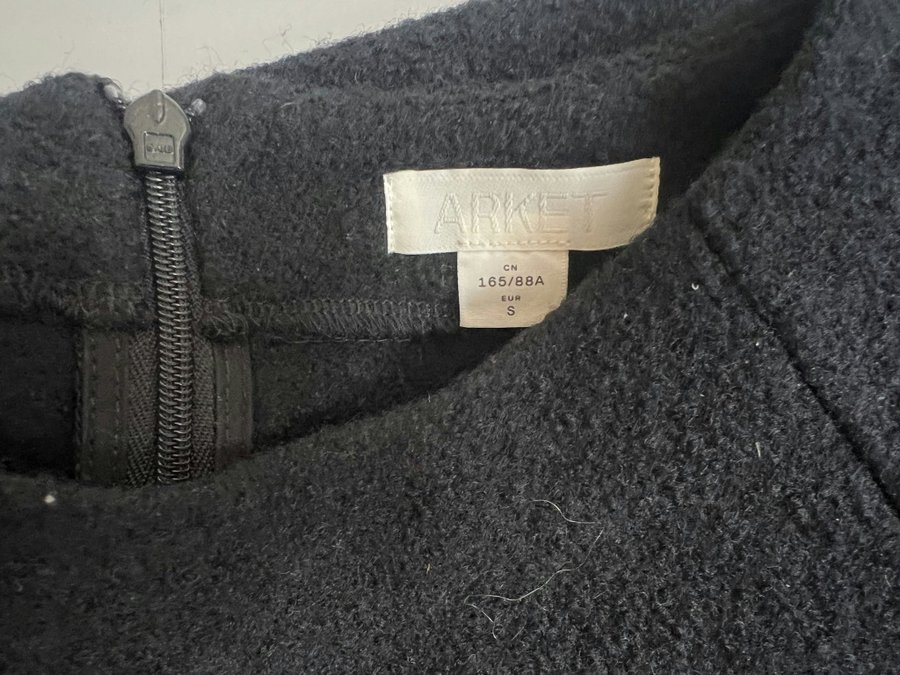 ARKET
CN
165/88A
EUR
S